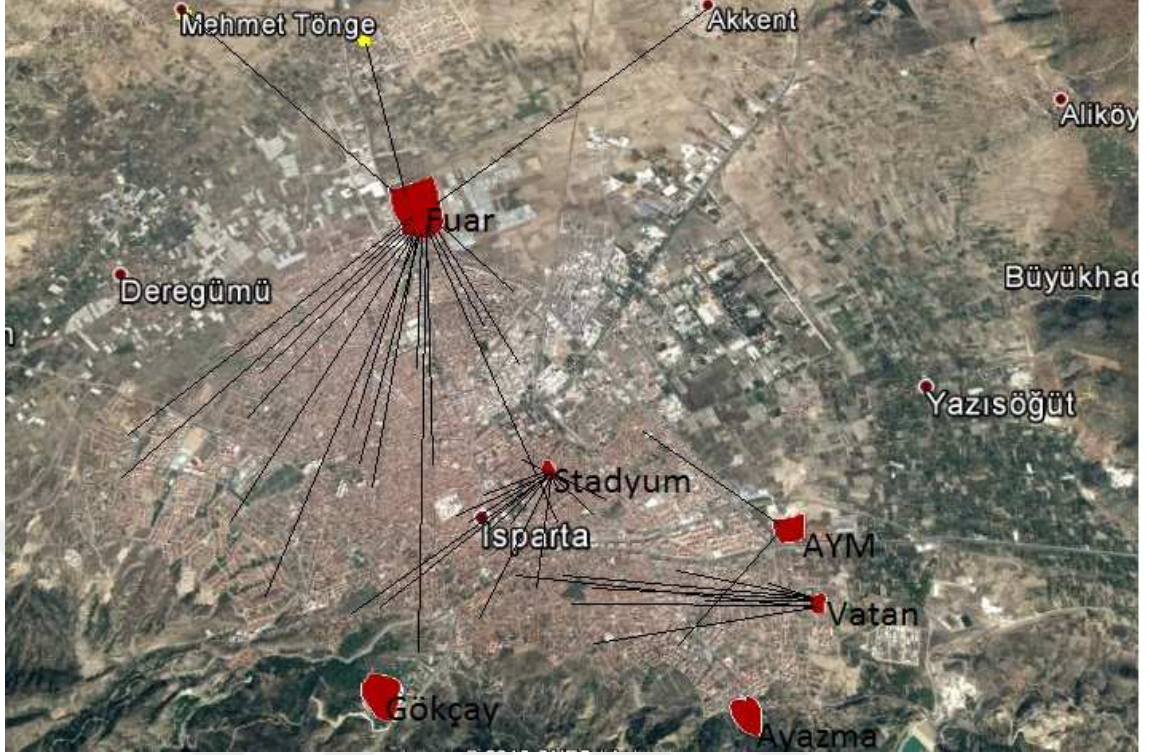 Mehmet Tönge
Akkent
Aliköy
Fuar
Deregümü
Büyükhac
Yazısöğüt
Stadyum
Isparta
AYM
Vatan
Gökçay
Ayazma